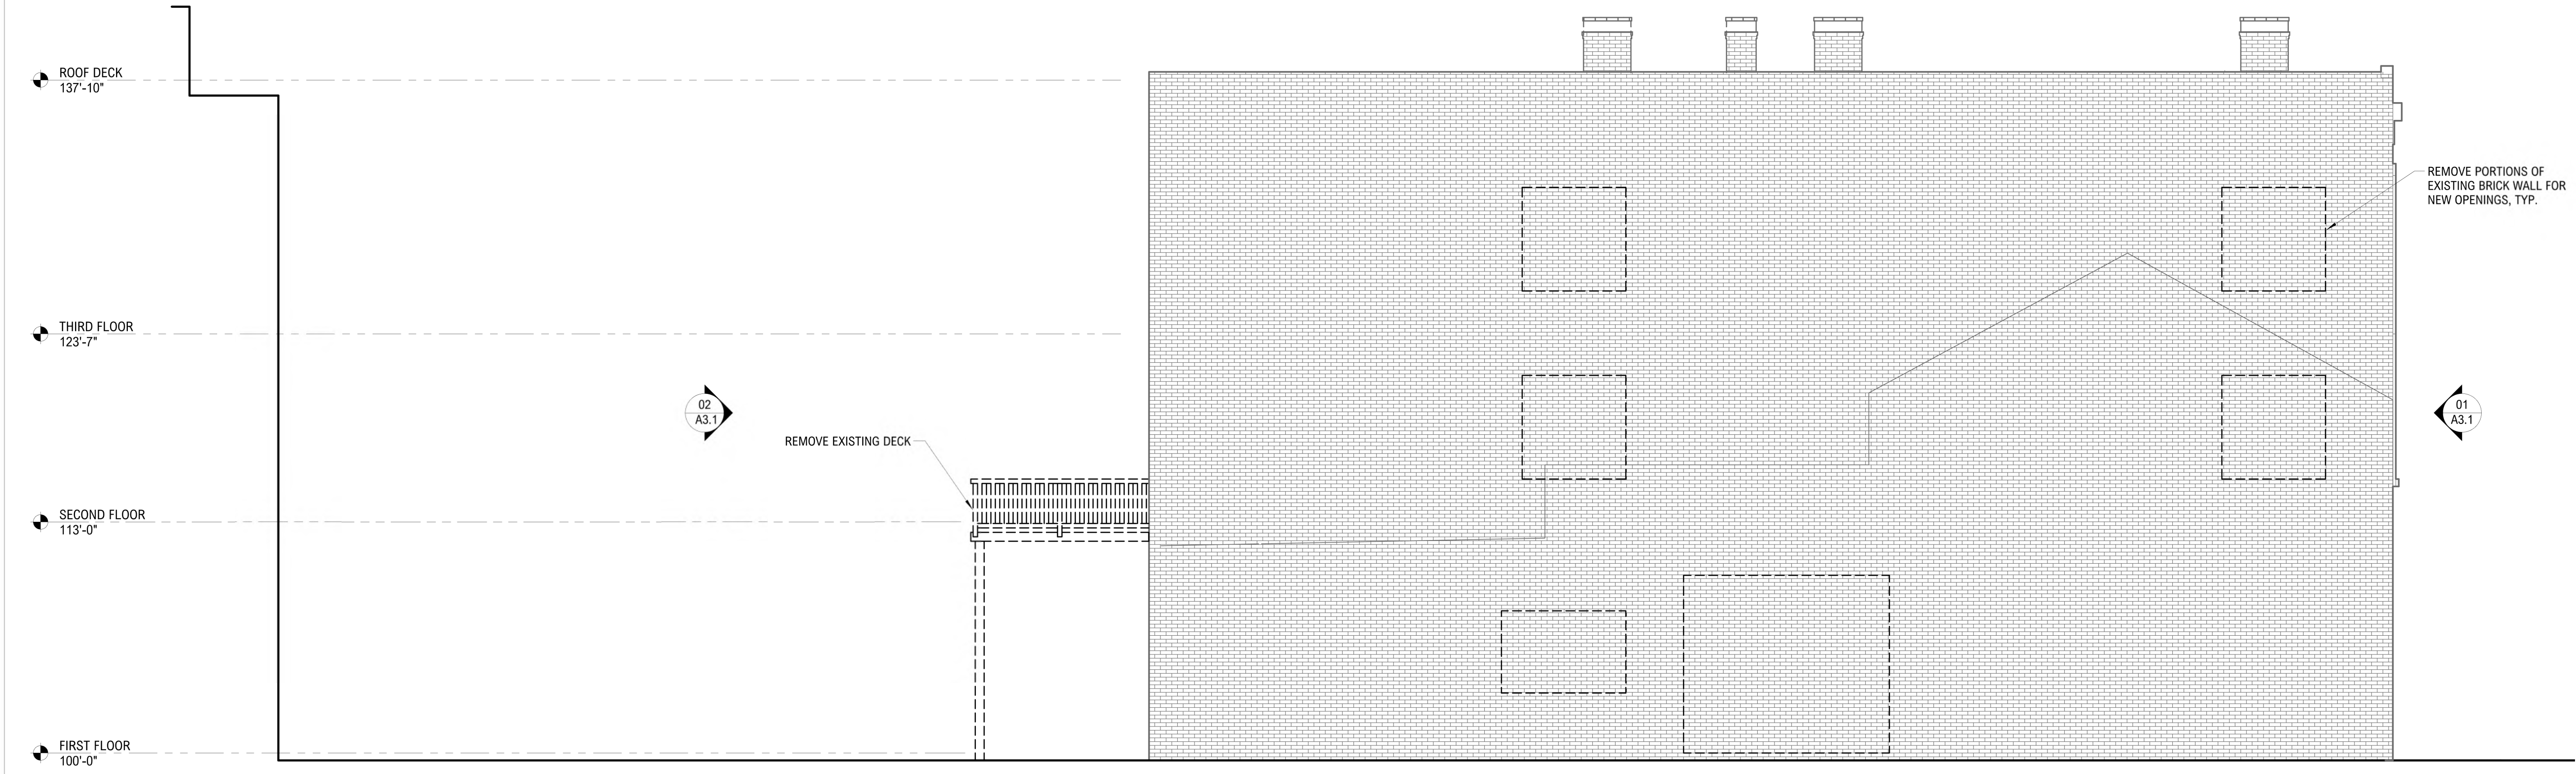 ROOF DECK
137'-10"
REMOVE PORTIONS OF
EXISTING BRICK WALL FOR
NEW OPENINGS, TYP.
THIRD FLOOR
123'-7"
02
A3.1
01
A3.1
REMOVE EXISTING DECK
SECOND FLOOR
113'-0"
FIRST FLOOR
100'-0"